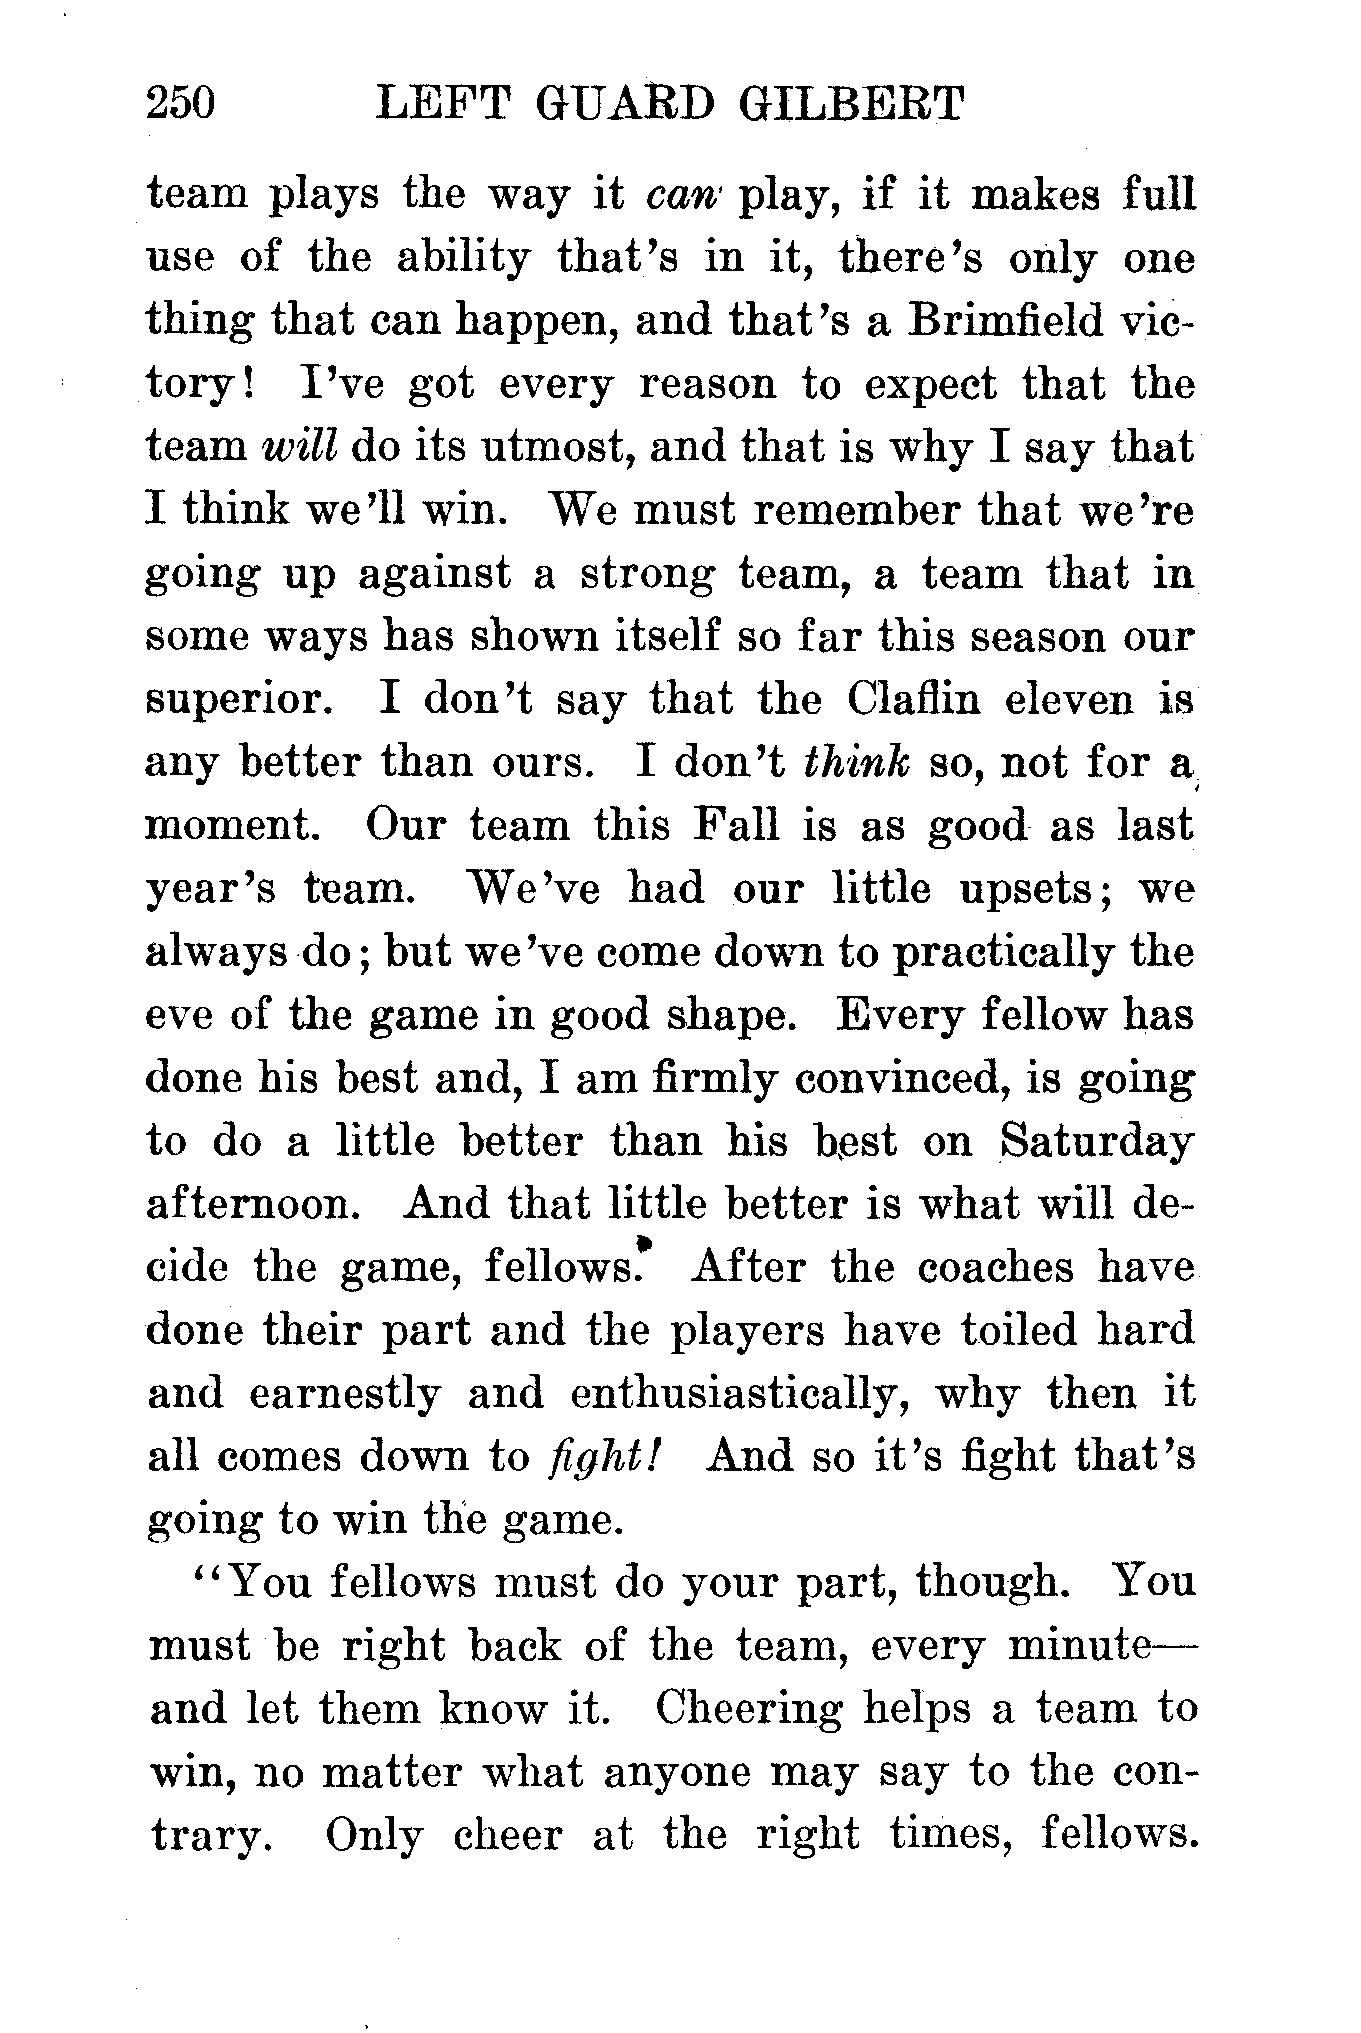 250 LEFT GUARD GILBERT
team plays the way it can play, if it makes full
use of the ability that's in it, there's only one
thing that can happen, and that's a Brimfield vic-
tory! I've got every reason to expect that the
team will do its utmost, and that is why I say that
I think we'll win. We must remember that we're
going up against a strong team, a team that in
some ways has shown itself so far this season our
superior. I don't say that the Claflin eleven is
any better than ours. I don't think so, not for a
moment. Our team this Fall is as good as last
year's team. We've had our little upsets; we
always do; but we've come down to practically the
eve of the game in good shape. Every fellow has
done his best and, I am firmly convinced, is going
to do a little better than his best on Saturday
afternoon. And that little better is what will de-
cide the game, fellows. After the coaches have
done their part and the players have toiled hard
and earnestly and enthusiastically, why then it
all comes down to fight! And so it's fight that's
going to win the game.
"You fellows must do your part, though. You
must be right back of the team, every minute—
and let them know it. Cheering helps a team to
win, no matter what anyone may say to the con-
trary. Only cheer at the right times, fellows.